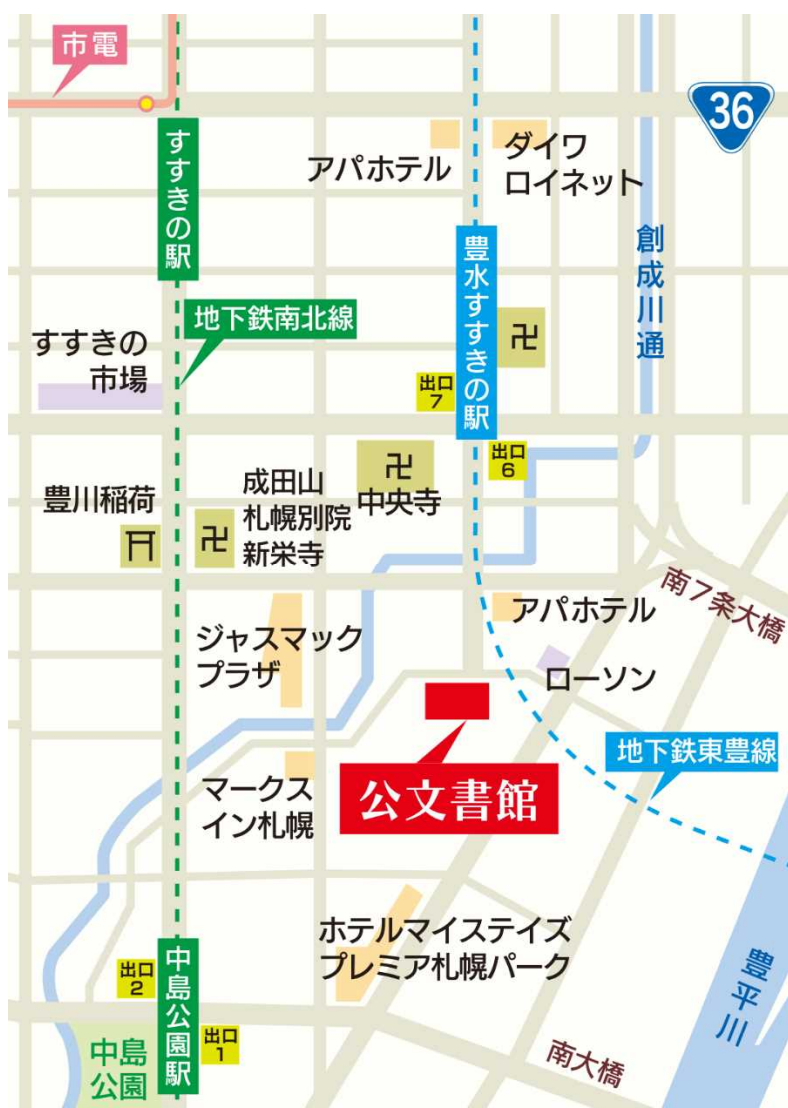 市電
36
すすきの駅
アパホテル
ダイワ
ロイネット
豊水すすきの駅
創成川通
地下鉄南北線
すすきの
市場
卍
出口
7
出口
6
豊川稲荷
卍
成田山
札幌別院
新栄寺
卍
中央寺
南7条大橋
ジャスマック
プラザ
アパホテル
ローソン
地下鉄東豊線
公文書館
マークス
イン札幌
ホテルマイステイズ
プレミア札幌パーク
出口
2
中島公園駅
出口
1
中島
公園
南大橋
豊平川